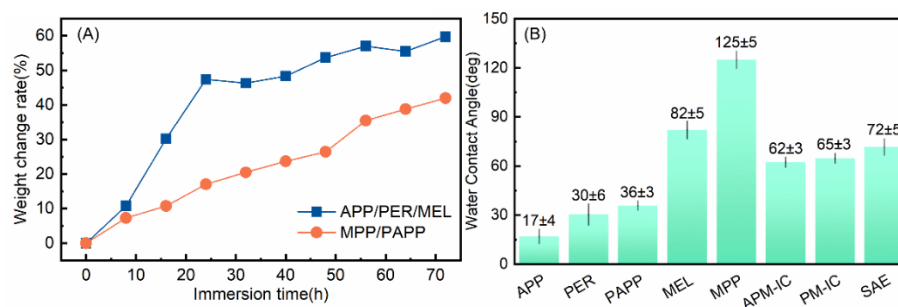 (A)
Weight change rate(%)
60
50
40
30
20
10
0
APP/PER/MEL
MPP/PAPP
0 10 20 30 40 50 60 70
Immersion time(h)
(B)
Water Contact Angle(deg)
150
120
90
60
30
0
17±4
30±6
36±3
82±5
125±5
62±3
65±3
72±5
APP
PER
PAPP
MEL
MPP
APM-IC
PM-IC
SAE